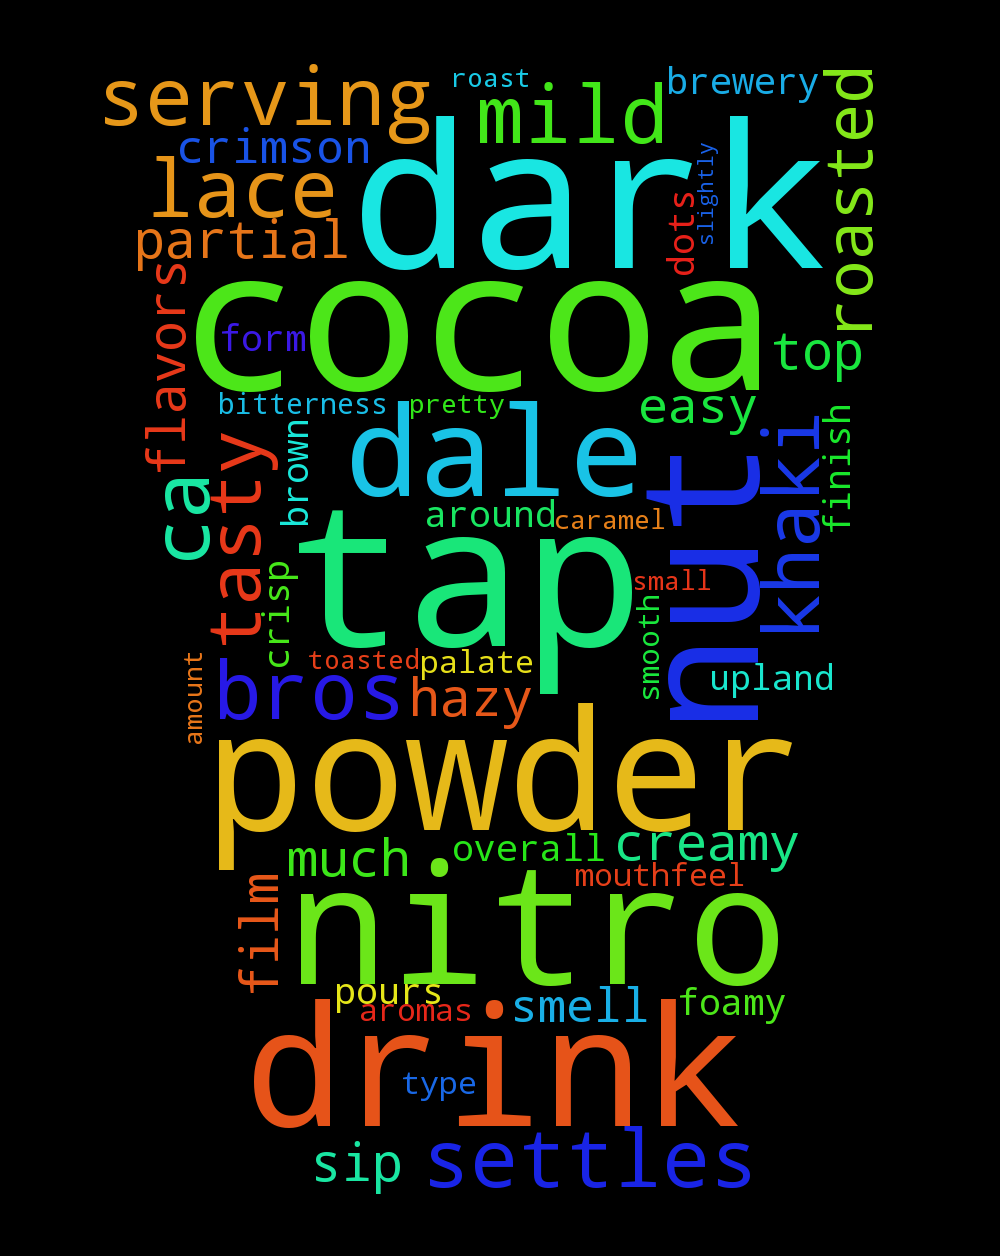 serving
roast
mild
brewery
crimson
dark
roasted
lace
slightly
dots
partial
cocoa
flavors
form
top
bitterness
pretty
dale
easy
nut
khaki
finish
ca
tasty
brown
around
caramel
tap
crisp
small
smooth
toasted
palate
amount
bros
hazy
upland
powder
much
overall
creamy
mouthfeel
film
nitro
pours
aromas
smell
foamy
drink
type
sip
settles